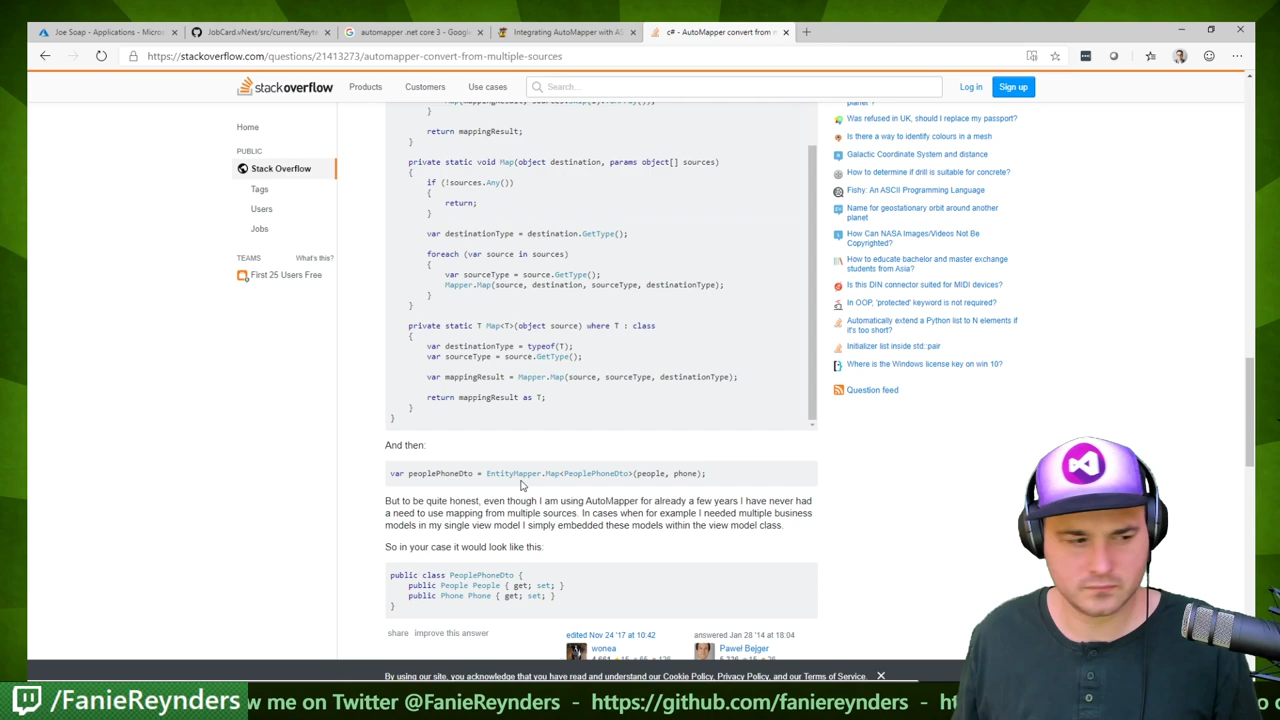 Joe Soap - Applications - Micros
JobCard.vNext/src/current/Reyte
automapper .net core 3 - Google
Integrating AutoMapper with AS
c# - AutoMapper convert from m
https://stackoverflow.com/questions/21413273/automapper-convert-from-multiple-sources
stackoverflow
Products
Customers
Use cases
Search...
Log in
Sign up
Home
PUBLIC
Stack Overflow
Tags
Users
Jobs
TEAMS
What's this?
First 25 Users Free
}
return mappingResult;
}
private static void Map(object destination, params object[] sources)
{
if (!sources.Any())
{
return;
}
var destinationType = destination.GetType();
foreach (var source in sources)
{
var sourceType = source.GetType();
Mapper.Map(source, destination, sourceType, destinationType);
}
}
private static T Map<T>(object source) where T : class
{
var destinationType = typeof(T);
var sourceType = source.GetType();
var mappingResult = Mapper.Map(source, sourceType, destinationType);
return mappingResult as T;
}
}
And then:
var peoplePhoneDto = EntityMapper.Map<PeoplePhoneDto>(people, phone);
But to be quite honest, even though I am using AutoMapper for already a few years I have never had
a need to use mapping from multiple sources. In cases when for example I needed multiple business
models in my single view model I simply embedded these models within the view model class.
So in your case it would look like this:
public class PeoplePhoneDto {
public People People { get; set; }
public Phone Phone { get; set; }
}
share improve this answer
edited Nov 24 '17 at 10:42
wonea
answered Jan 28 '14 at 18:04
Pawel Bejger
planet ?
Was refused in UK, should I replace my passport?
Is there a way to identify colours in a mesh
Galactic Coordinate System and distance
How to determine if drill is suitable for concrete?
Fishy: An ASCII Programming Language
Name for geostationary orbit around another
planet
How Can NASA Images/Videos Not Be
Copyrighted?
How to educate bachelor and master exchange
students from Asia?
Is this DIN connector suited for MIDI devices?
In OOP, 'protected' keyword is not required?
Automatically extend a Python list to N elements if
it's too short?
Initializer list inside std::pair
Where is the Windows license key on win 10?
Question feed
By using our site, you acknowledge that you have read and understand our Cookie Policy, Privacy Policy, and our Terms of Service.
/FanieReynders
ow me on Twitter @FanieReynders - https://github.com/faniereynders - ht